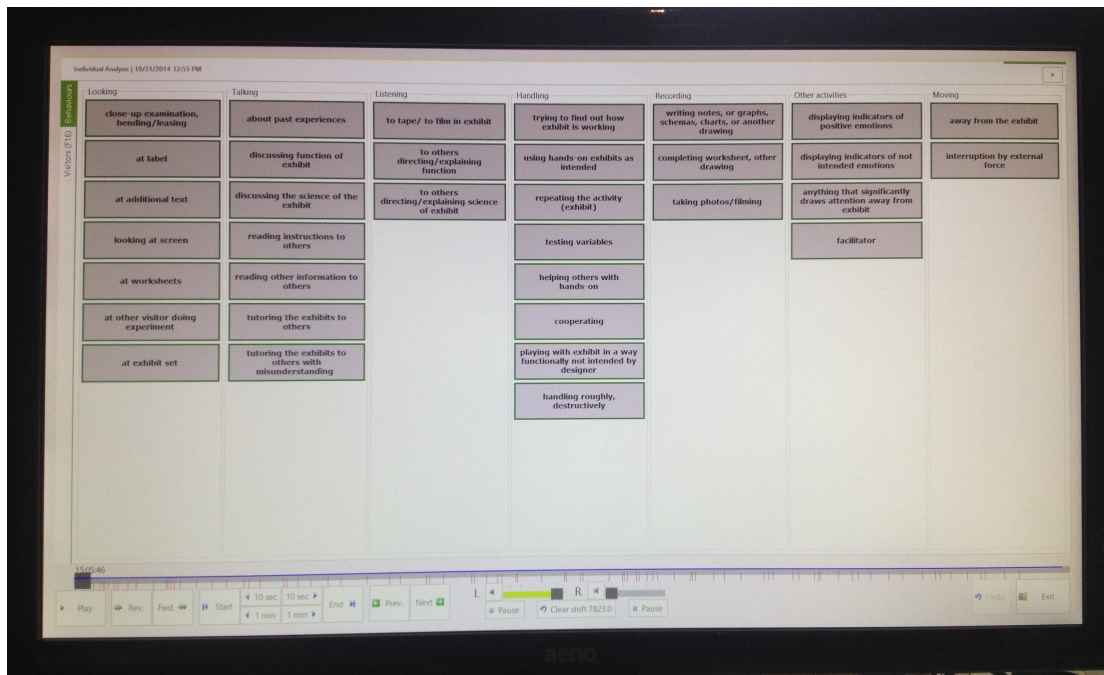 Individual Analysis | 10/31/2014 12:55 PM
×
Behaviours
Visitors (F16)
Looking
close-up examination,
bending/leasing
at label
at additional text
looking at screen
at worksheets
at other visitor doing
experiment
at exhibit set
Talking
about past experiences
discussing function of
exhibit
discussing the science of the
exhibit
reading instructions to
others
reading other information to
others
tutoring the exhibits to
others
tutoring the exhibits to
others with
misunderstanding
Listening
to tape/ to film in exhibit
to others
directing/explaining
function
to others
directing/explaining science
of exhibit
Handling
trying to find out how
exhibit is working
using hands-on exhibits as
intended
repeating the activity
(exhibit)
testing variables
helping others with
hands-on
cooperating
playing with exhibit in a way
functionally not intended by
designer
handling roughly,
destructively
Recording
writing notes, or graphs,
schemas, charts, or another
drawing
completing worksheet, other
drawing
taking photos/filming
Other activities
displaying indicators of
positive emotions
displaying indicators of not
intended emotions
anything that significantly
draws attention away from
exhibit
facilitator
Moving
away from the exhibit
interruption by external
force
15:05:46
Play
Rev.
Fwd.
Start
10 sec
10 sec
1 min
1 min
End
Prev.
Next
L
R
Pause
Clear shift 7823.0
Pause
Undo
Exit
BenQ